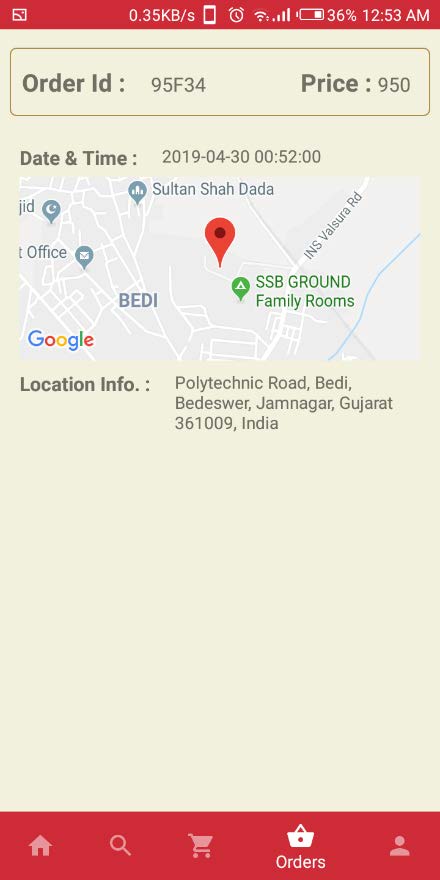 0.35KB/s 36% 12:53 AM
Order Id : 95F34 Price : 950
Date & Time : 2019-04-30 00:52:00
Sultan Shah Dada
jid
INS Valsura Rd
t Office
SSB GROUND
Family Rooms
BEDI
Google
Location Info. : Polytechnic Road, Bedi,
Bedeswer, Jamnagar, Gujarat
361009, India
Orders